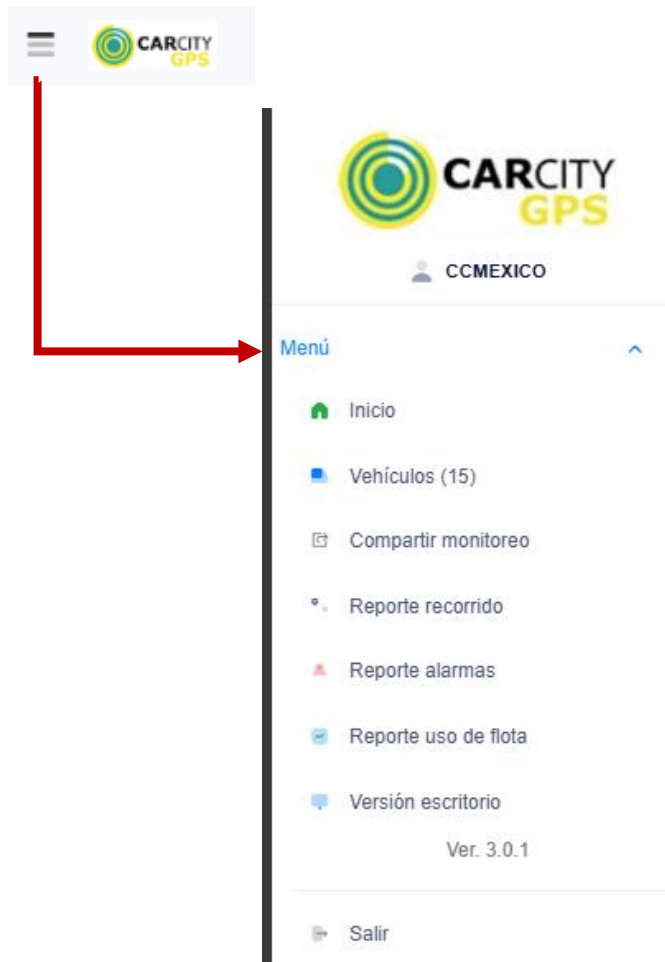 CARCITY
GPS
CARCITY
GPS
CCMEXICO
Menú
Inicio
Vehículos (15)
Compartir monitoreo
Reporte recorrido
Reporte alarmas
Reporte uso de flota
Versión escritorio
Ver. 3.0.1
Salir